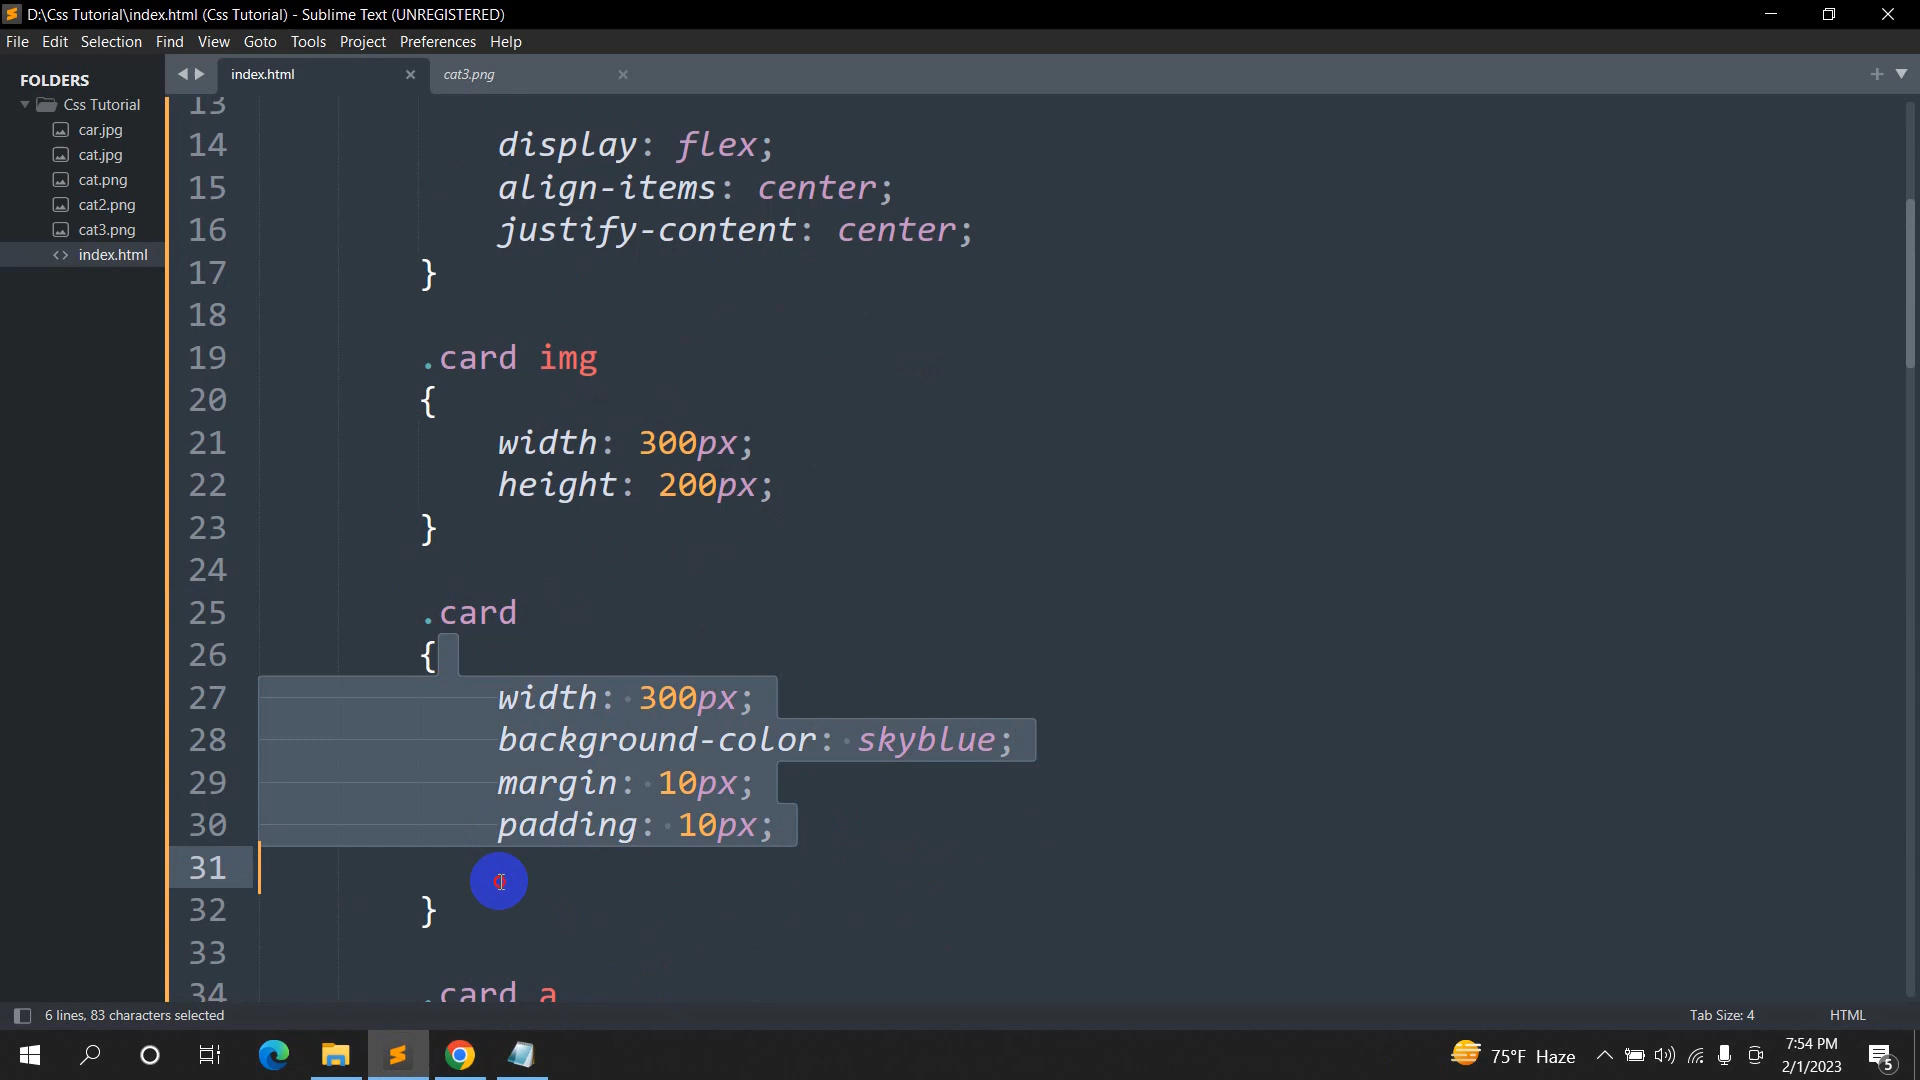 D:\Css Tutorial\index.html (Css Tutorial) - Sublime Text (UNREGISTERED)
File Edit Selection Find View Goto Tools Project Preferences Help
FOLDERS
Css Tutorial
car.jpg
cat.jpg
cat.png
cat2.png
cat3.png
<> index.html
index.html
cat3.png
13
14 display: flex;
15 align-items: center;
16 justify-content: center;
17 }
18
19 .card img
20 {
21 width: 300px;
22 height: 200px;
23 }
24
25 .card
26 {
27 width: 300px;
28 background-color: skyblue;
29 margin: 10px;
30 padding: 10px;
31
32 }
33
34 .card a
6 lines, 83 characters selected
Tab Size: 4
HTML
75°F Haze
7:54 PM
2/1/2023
5